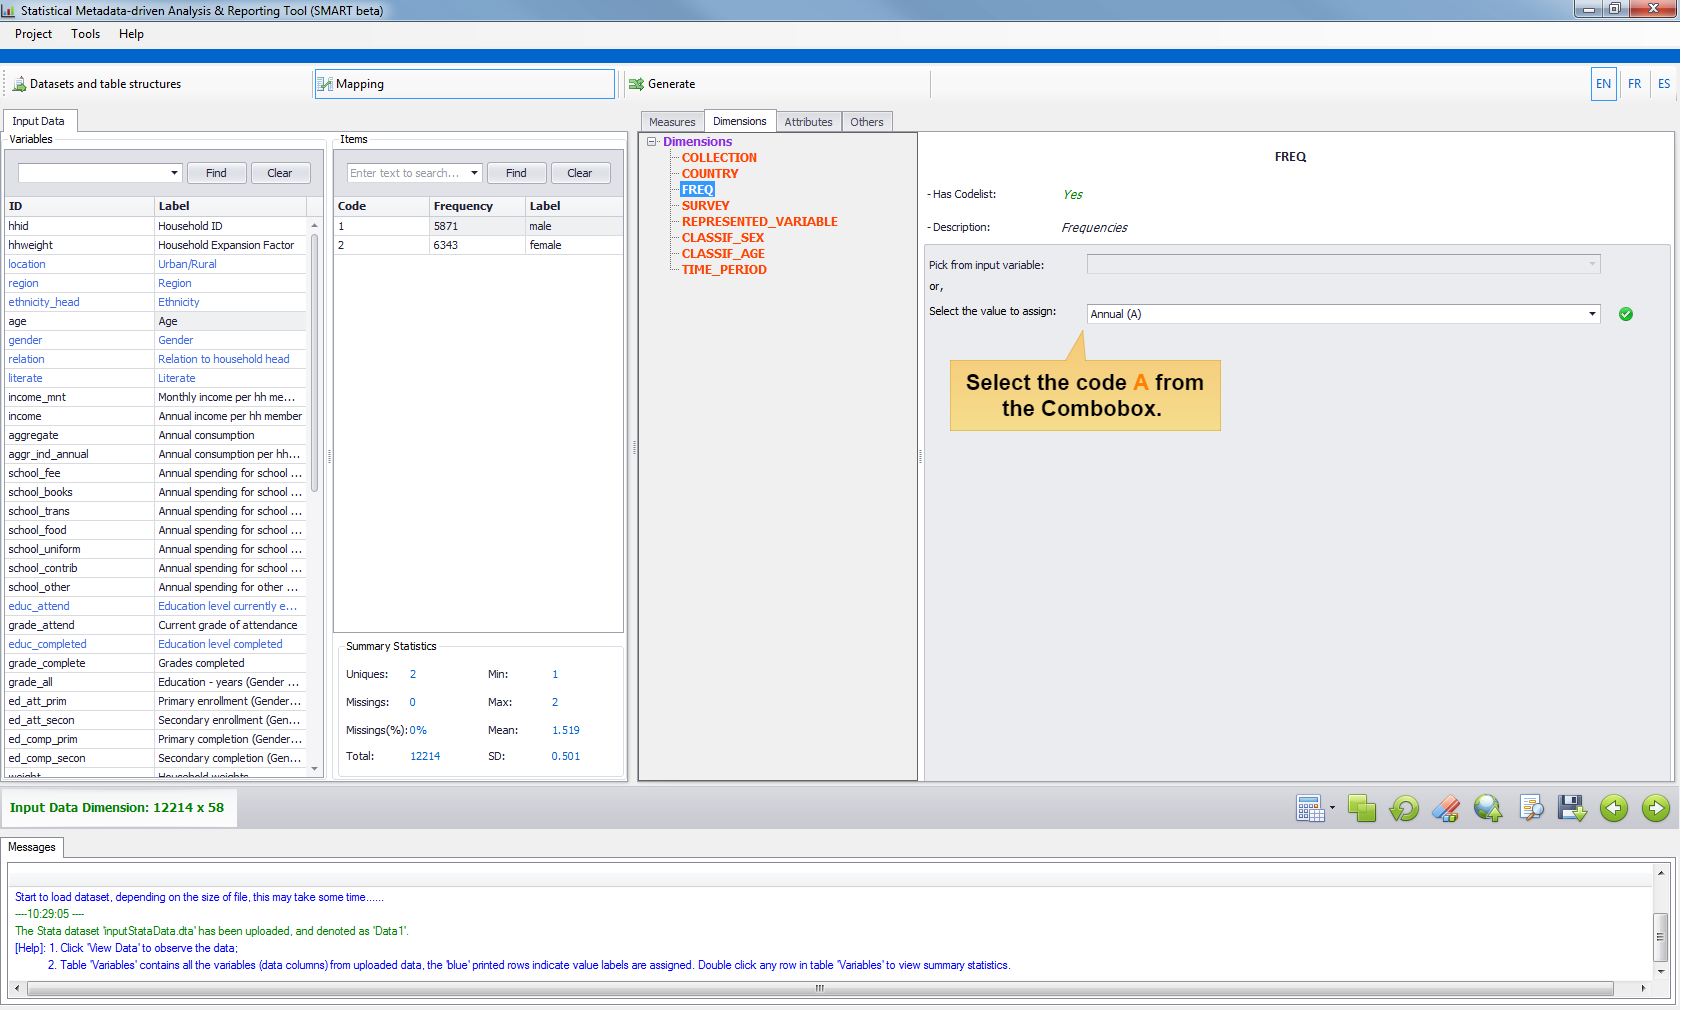 Statistical Metadata-driven Analysis & Reporting Tool (SMART beta)
Project Tools Help
Datasets and table structures Mapping Generate EN FR ES
Input Data
Variables
Find Clear
ID Label
hhid Household ID
hhweight Household Expansion Factor
location Urban/Rural
region Region
ethnicity_head Ethnicity
age Age
gender Gender
relation Relation to household head
literate Literate
income_mnt Monthly income per hh me...
income Annual income per hh member
aggregate Annual consumption
aggr_ind_annual Annual consumption per hh...
school_fee Annual spending for school ...
school_books Annual spending for school ...
school_trans Annual spending for school ...
school_food Annual spending for school ...
school_uniform Annual spending for school ...
school_contrib Annual spending for school ...
school_other Annual spending for other ...
educ_attend Education level currently e...
grade_attend Current grade of attendance
educ_completed Education level completed
grade_complete Grades completed
grade_all Education - years (Gender ...
ed_att_prim Primary enrollment (Gender...
ed_att_secon Secondary enrollment (Gen...
ed_comp_prim Primary completion (Gender...
ed_comp_secon Secondary completion (Gen...
weight Household weights
Items
Enter text to search... Find Clear
Code Frequency Label
1 5871 male
2 6343 female
Summary Statistics
Uniques: 2 Min: 1
Missings: 0 Max: 2
Missings(%): 0% Mean: 1.519
Total: 12214 SD: 0.501
Measures Dimensions Attributes Others
Dimensions
COLLECTION
COUNTRY
FREQ
SURVEY
REPRESENTED_VARIABLE
CLASSIF_SEX
CLASSIF_AGE
TIME_PERIOD
FREQ
- Has Codelist: Yes
- Description: Frequencies
Pick from input variable:
or,
Select the value to assign: Annual (A)
Select the code A from
the Combobox.
Input Data Dimension: 12214 x 58
Messages
Start to load dataset, depending on the size of file, this may take some time......
----10:29:05 ----
The Stata dataset 'inputStataData.dta' has been uploaded, and denoted as 'Data1'.
[Help]: 1. Click 'View Data' to observe the data;
2. Table 'Variables' contains all the variables (data columns) from uploaded data, the 'blue' printed rows indicate value labels are assigned. Double click any row in table 'Variables' to view summary statistics.